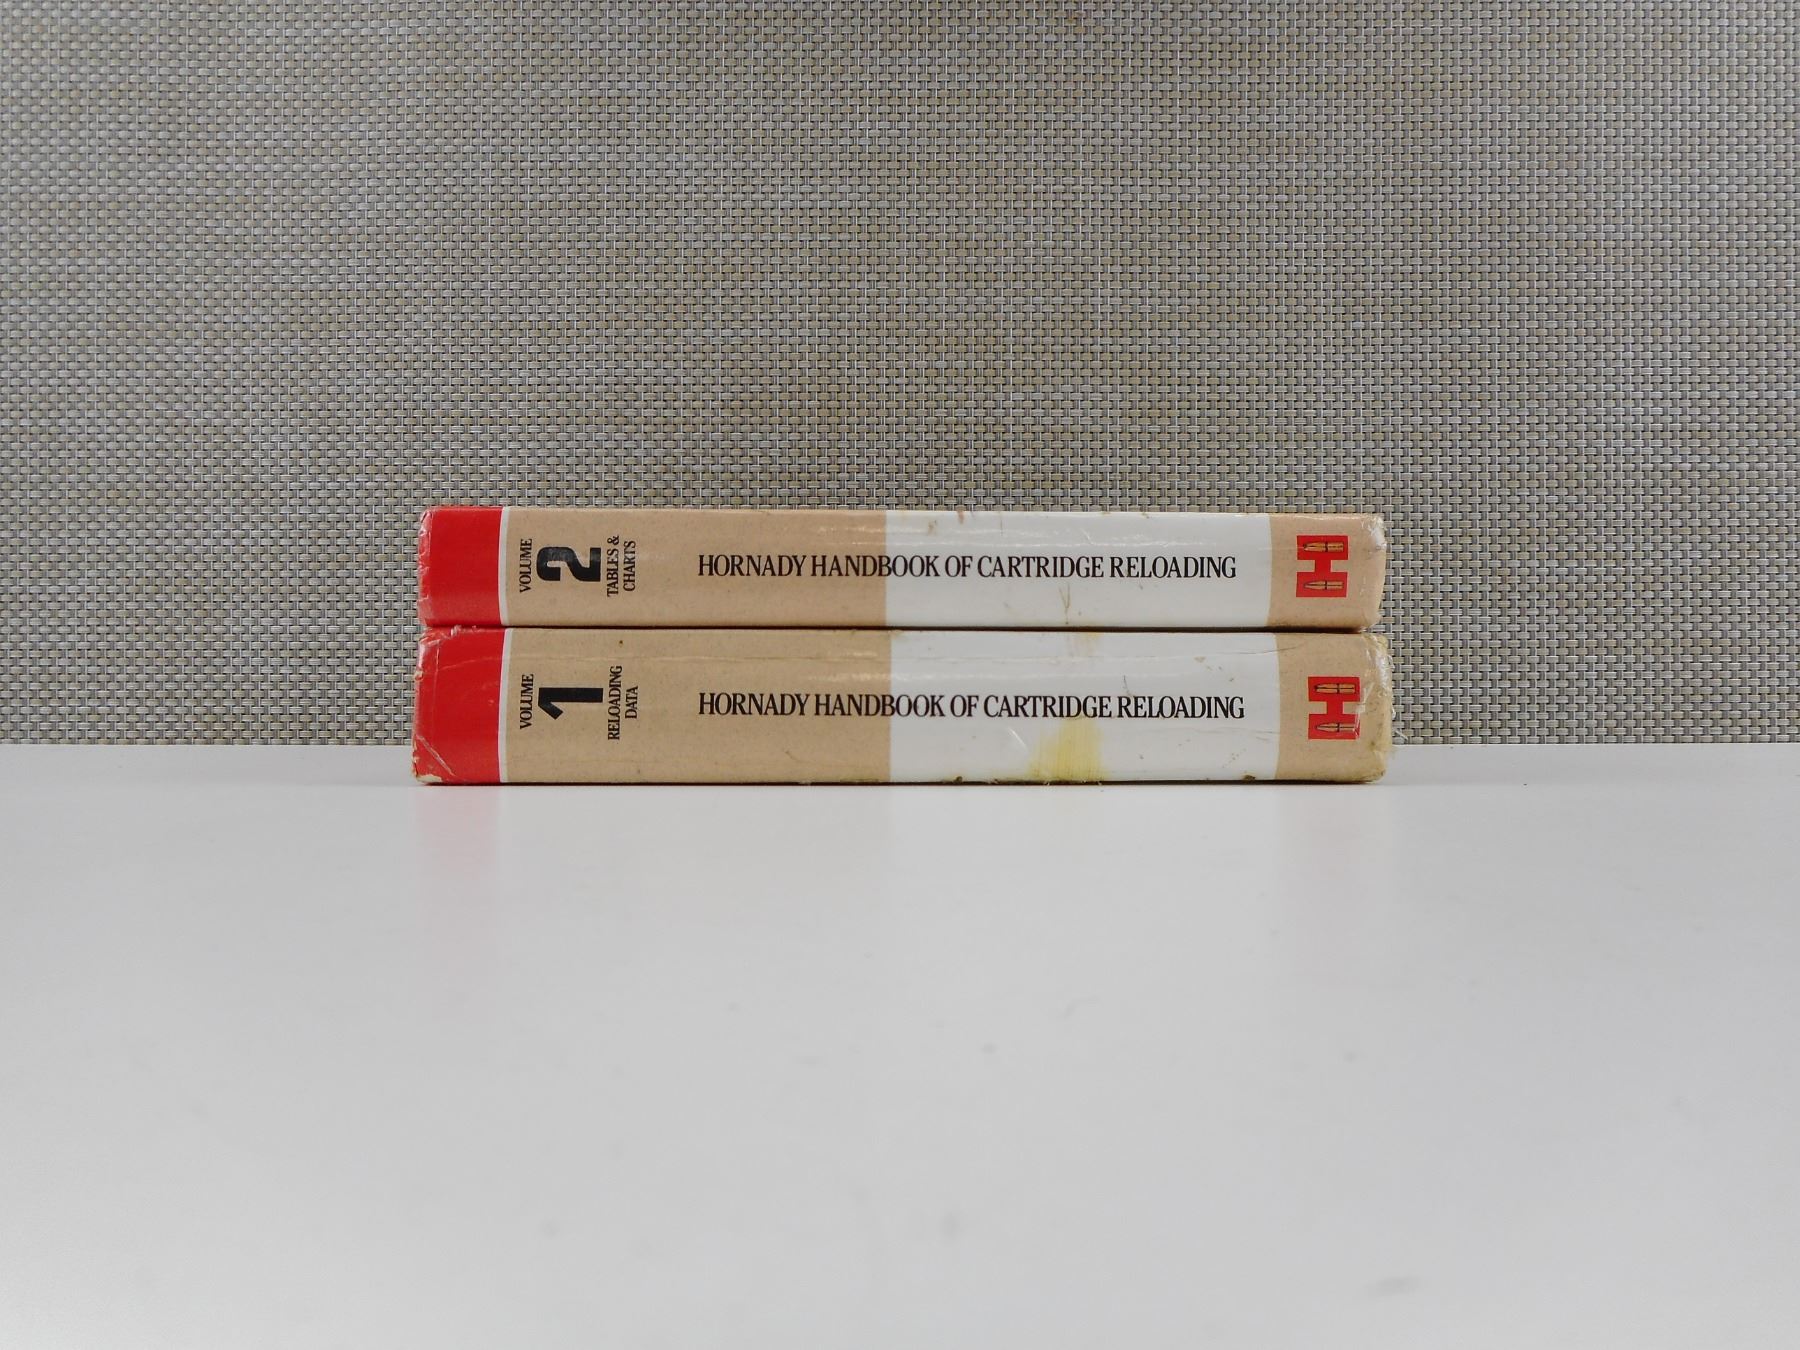 VOLUME
2
TABLES &
CHARTS
HORNADY HANDBOOK OF CARTRIDGE RELOADING
H
VOLUME
1
RELOADING
DATA
HORNADY HANDBOOK OF CARTRIDGE RELOADING
H